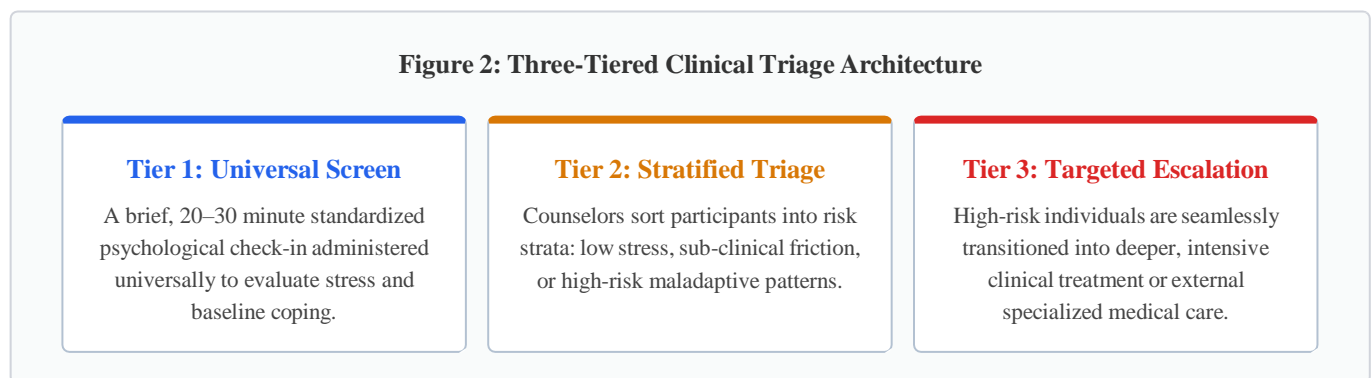 Figure 2: Three-Tiered Clinical Triage Architecture
Tier 1: Universal Screen
A brief, 20–30 minute standardized
psychological check-in administered
universally to evaluate stress and
baseline coping.
Tier 2: Stratified Triage
Counselors sort participants into risk
strata: low stress, sub-clinical friction,
or high-risk maladaptive patterns.
Tier 3: Targeted Escalation
High-risk individuals are seamlessly
transitioned into deeper, intensive
clinical treatment or external
specialized medical care.